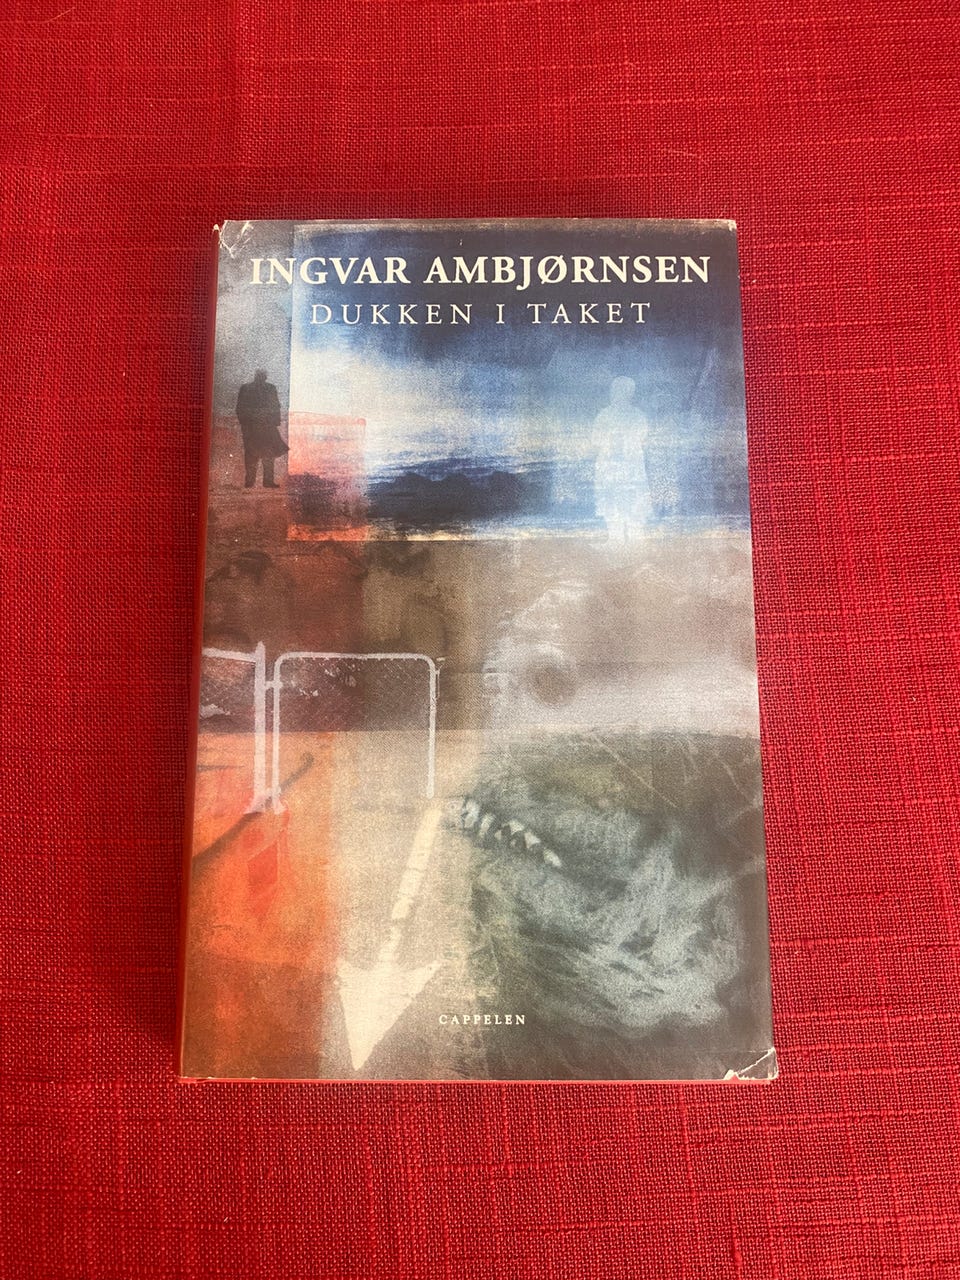 INGVAR AMBJØRNSEN
DUKKEN I TAKET
CAPPELEN